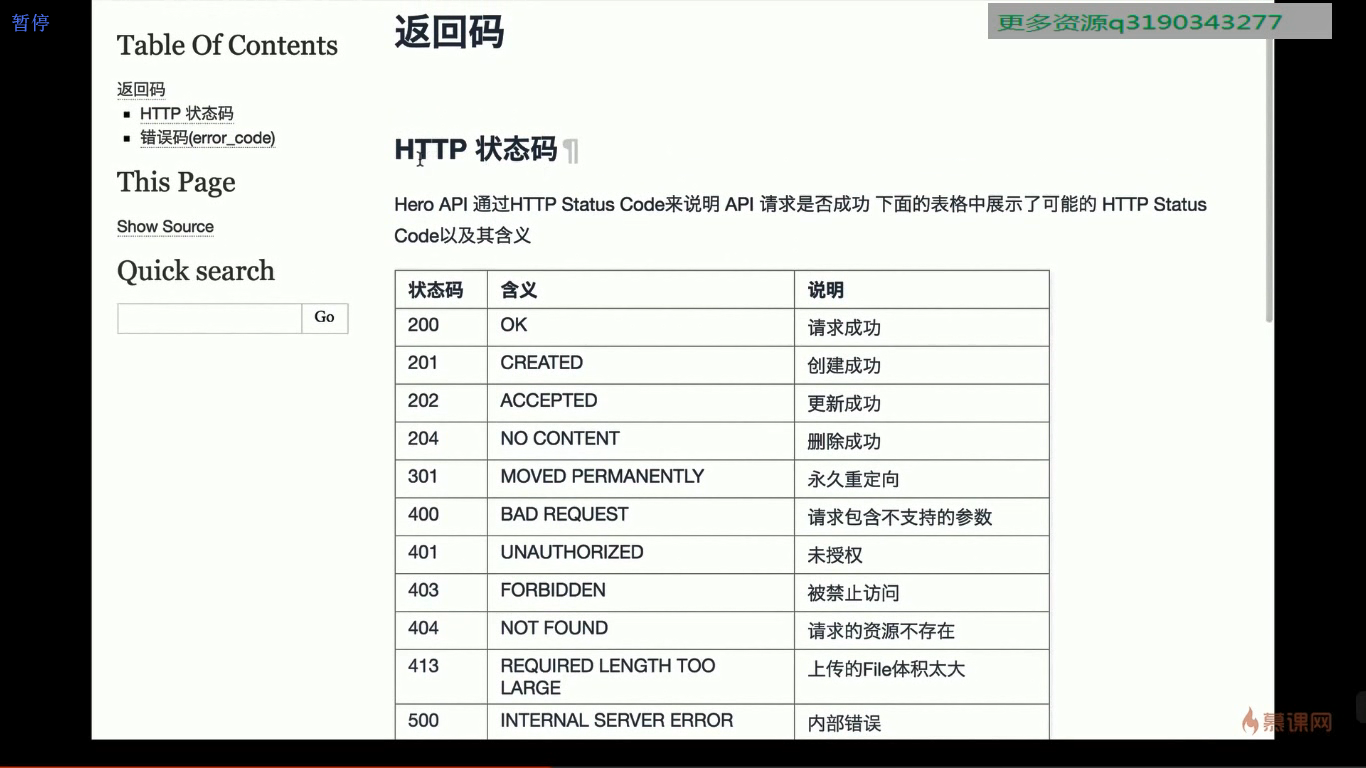 暂停
更多资源q3190343277
Table Of Contents
返回码
HTTP 状态码
错误码(error_code)
This Page
Show Source
Quick search
Go
返回码
HTTP 状态码¶
Hero API 通过HTTP Status Code来说明 API 请求是否成功 下面的表格中展示了可能的 HTTP Status
Code以及其含义
状态码 含义 说明
200 OK 请求成功
201 CREATED 创建成功
202 ACCEPTED 更新成功
204 NO CONTENT 删除成功
301 MOVED PERMANENTLY 永久重定向
400 BAD REQUEST 请求包含不支持的参数
401 UNAUTHORIZED 未授权
403 FORBIDDEN 被禁止访问
404 NOT FOUND 请求的资源不存在
413 REQUIRED LENGTH TOO 上传的File体积太大
LARGE
500 INTERNAL SERVER ERROR 内部错误
慕课网